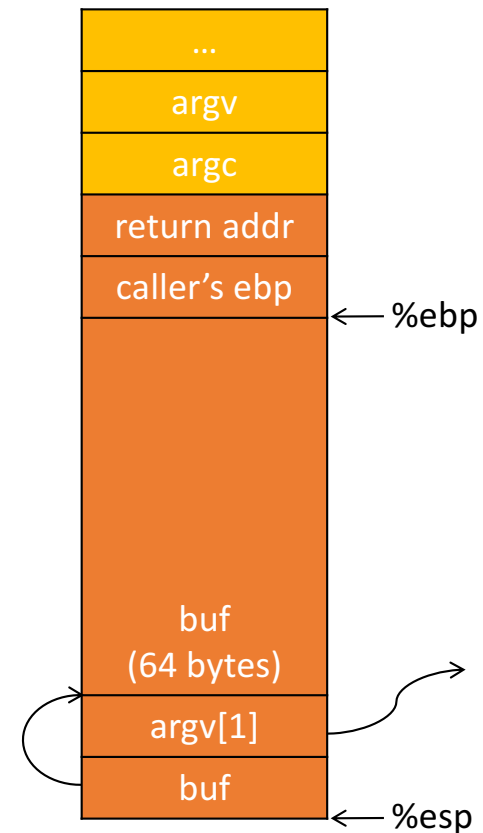 ...
argv
argc
return addr
caller's ebp
%ebp
buf
(64 bytes)
argv[1]
buf
%esp